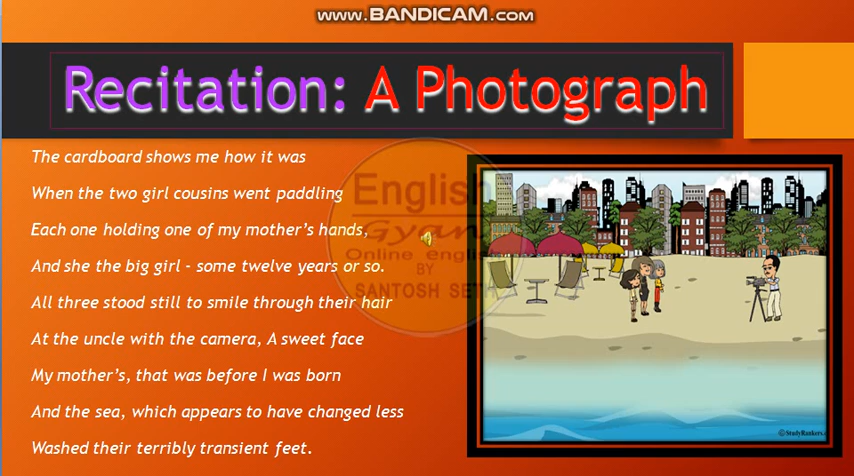 www.BANDICAM.com
Recitation: A Photograph
The cardboard shows me how it was
When the two girl cousins went paddling
Each one holding one of my mother's hands,
And she the big girl - some twelve years or so.
All three stood still to smile through their hair
At the uncle with the camera, A sweet face
My mother's, that was before I was born
And the sea, which appears to have changed less
Washed their terribly transient feet.
English
Gyan
Online english
BY
SANTOSH SETH
©StudyRankers.